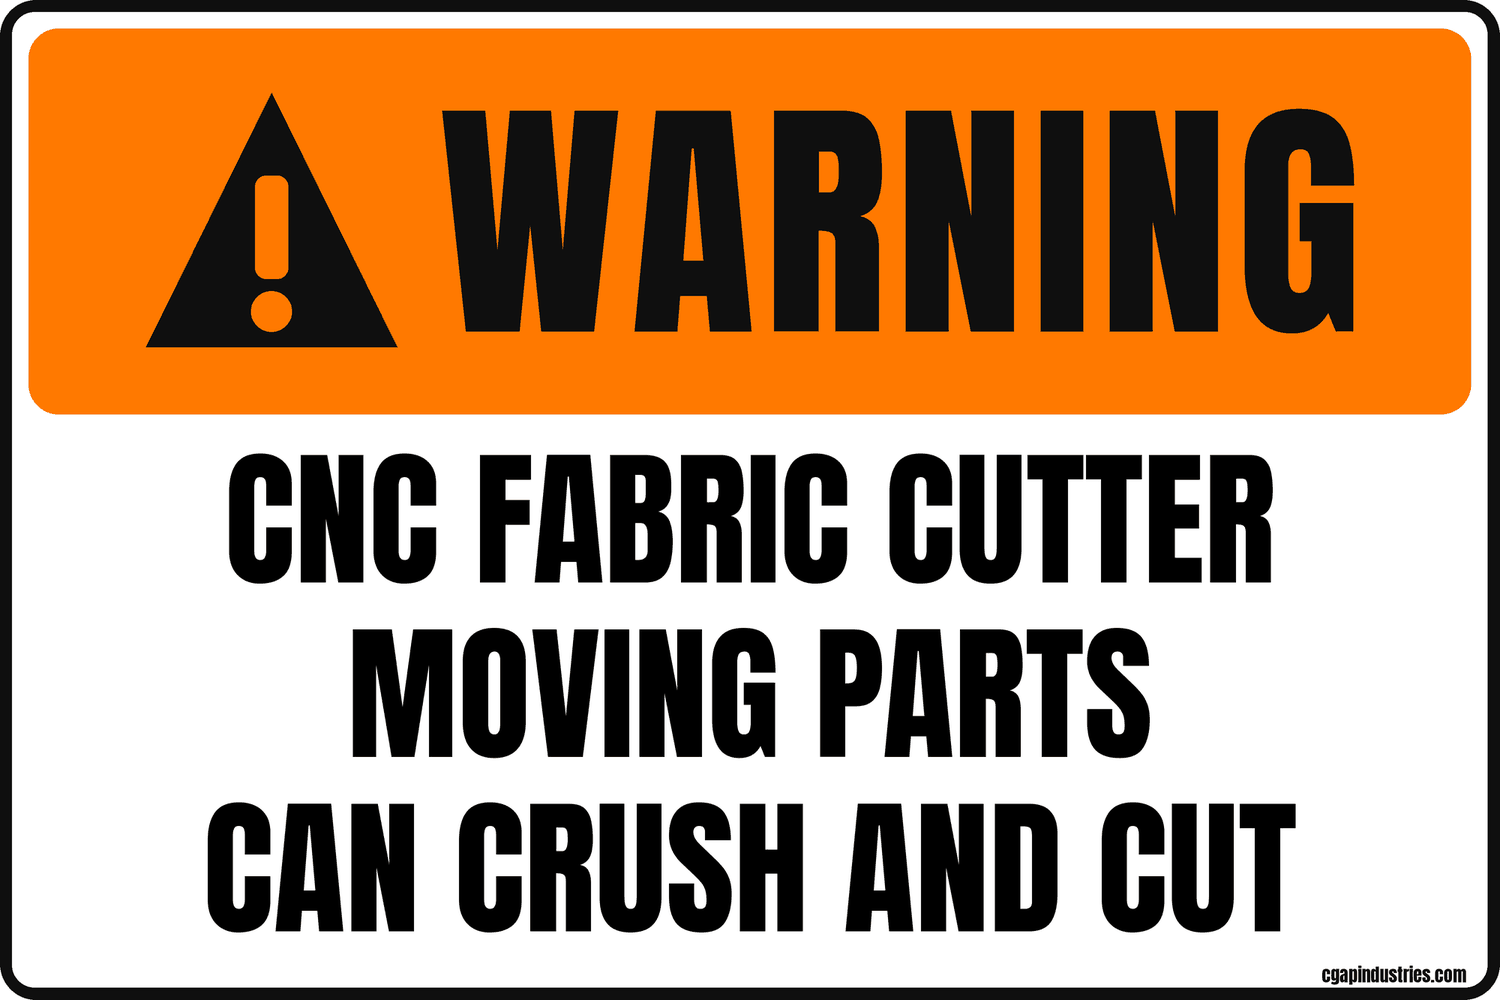 WARNING
CNC FABRIC CUTTER
MOVING PARTS
CAN CRUSH AND CUT
cgapindustries.com